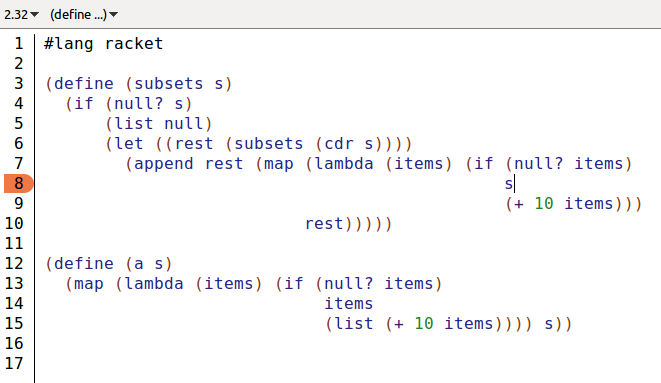 2.32 (define ...)
1 #lang racket
2
3 (define (subsets s)
4   (if (null? s)
5       (list null)
6       (let ((rest (subsets (cdr s))))
7         (append rest (map (lambda (items) (if (null? items)
8                                               s
9                                               (+ 10 items)))
10                           rest)))))
11
12 (define (a s)
13   (map (lambda (items) (if (null? items)
14                             items
15                             (list (+ 10 items)))) s))
16
17